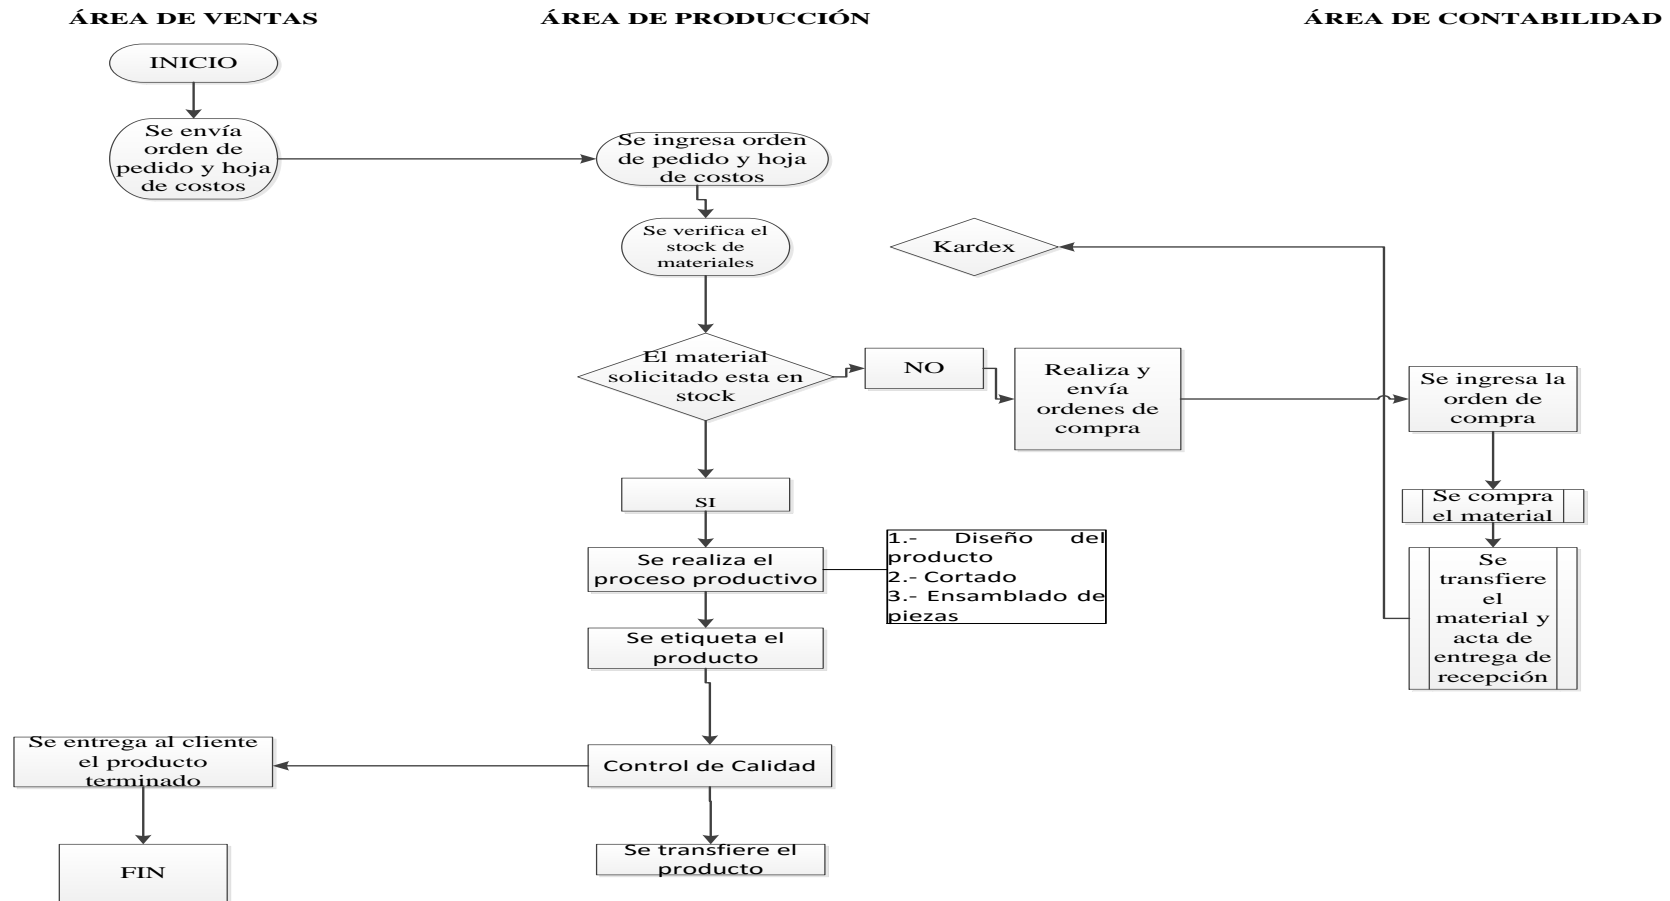 ÁREA DE VENTAS
ÁREA DE PRODUCCIÓN
ÁREA DE CONTABILIDAD
INICIO
Se envía
orden de
pedido y hoja
de costos
Se ingresa orden
de pedido y hoja
de costos
Se verifica el
stock de
materiales
Kardex
El material
solicitado esta en
stock
NO
Realiza y
envía
ordenes de
compra
Se ingresa la
orden de
compra
SI
Se compra
el material
Se realiza el
proceso productivo
1.- Diseño del
producto
2.- Cortado
3.- Ensamblado de
piezas
Se
transfiere
el
material y
acta de
entrega de
recepción
Se etiqueta el
producto
Se entrega al cliente
el producto
terminado
Control de Calidad
FIN
Se transfiere el
producto